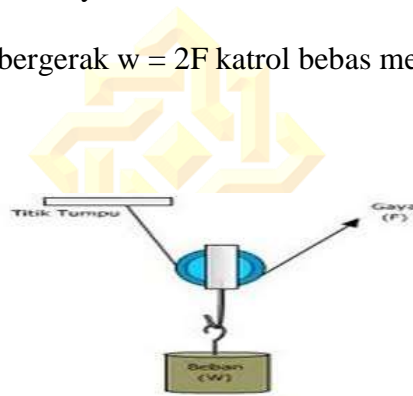 bergerak w = 2F katrol bebas me
Titik Tumpu
Gaya
(F)
Beban
(W)